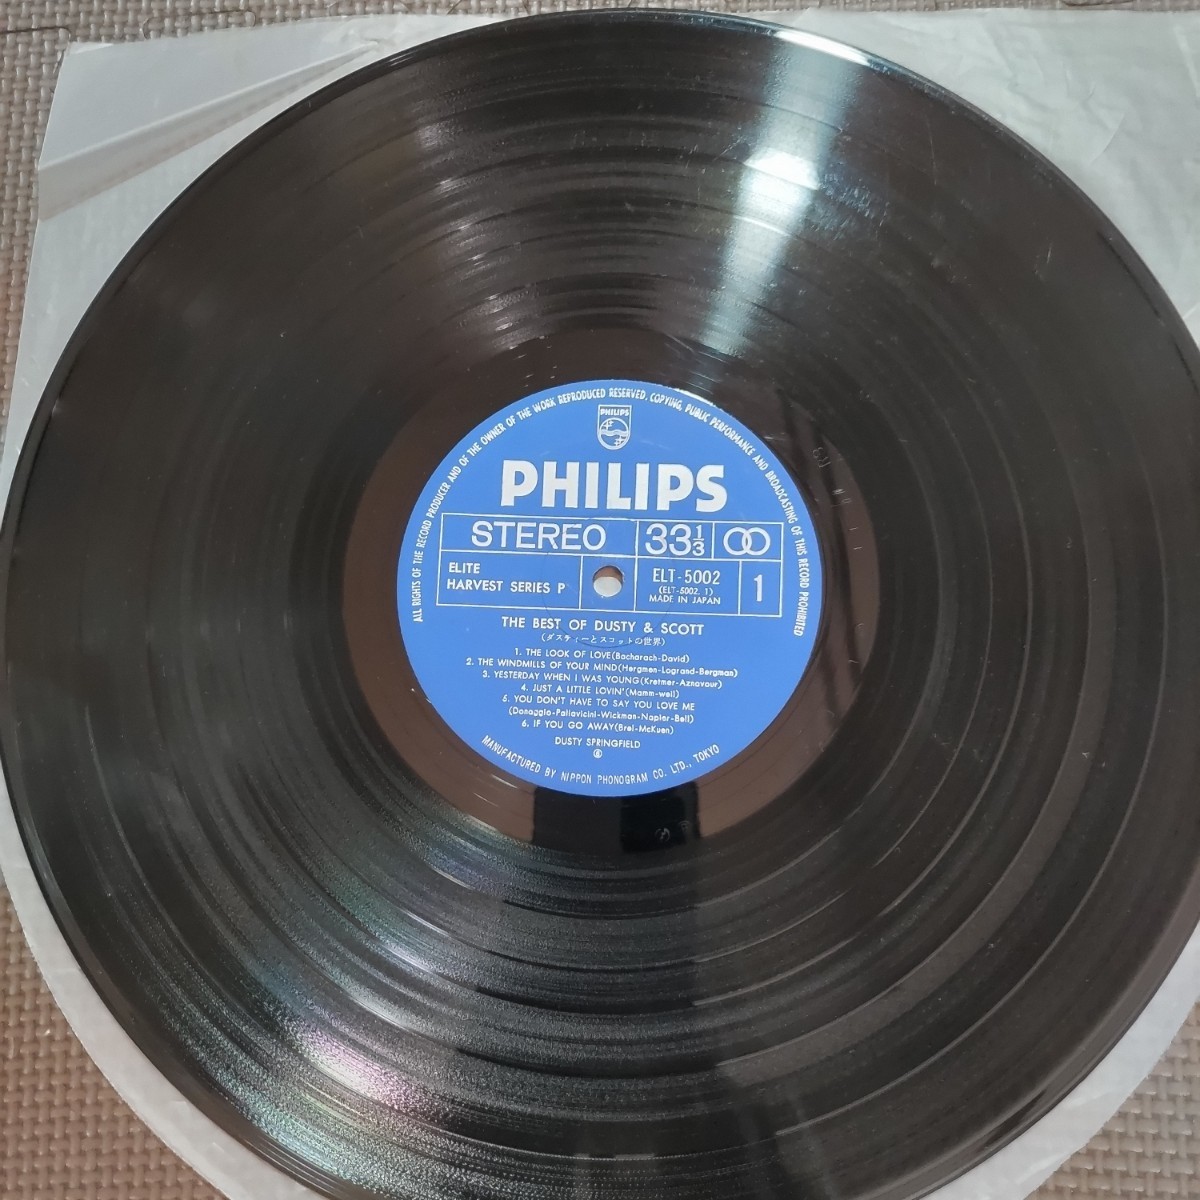 ALL RIGHTS OF THE RECORD PRODUCER AND OF THE OWNER OF THE WORK REPRODUCED RESERVED. COPYING, PUBLIC PERFORMANCE AND BROADCASTING OF THIS RECORD PROHIBITED
PHILIPS
PHILIPS
STEREO 33 1/3
ELITE
HARVEST SERIES P
ELT-5002
(ELT-5002. 1)
MADE IN JAPAN
1
THE BEST OF DUSTY & SCOTT
(ダスティーとスコットの世界)
1. THE LOOK OF LOVE(Bacharach-David)
2. THE WINDMILLS OF YOUR MIND(Hergmen-Logrand-Bergman)
3. YESTERDAY WHEN I WAS YOUNG(Kretmer-Aznavour)
4. JUST A LITTLE LOVIN'(Mamm-weil)
5. YOU DON'T HAVE TO SAY YOU LOVE ME
(Donaggio-Pallavicini-Wickman-Napier-Bell)
6. IF YOU GO AWAY(Brel-McKuen)
DUSTY SPRINGFIELD
MANUFACTURED BY NIPPON PHONOGRAM CO. LTD., TOKYO